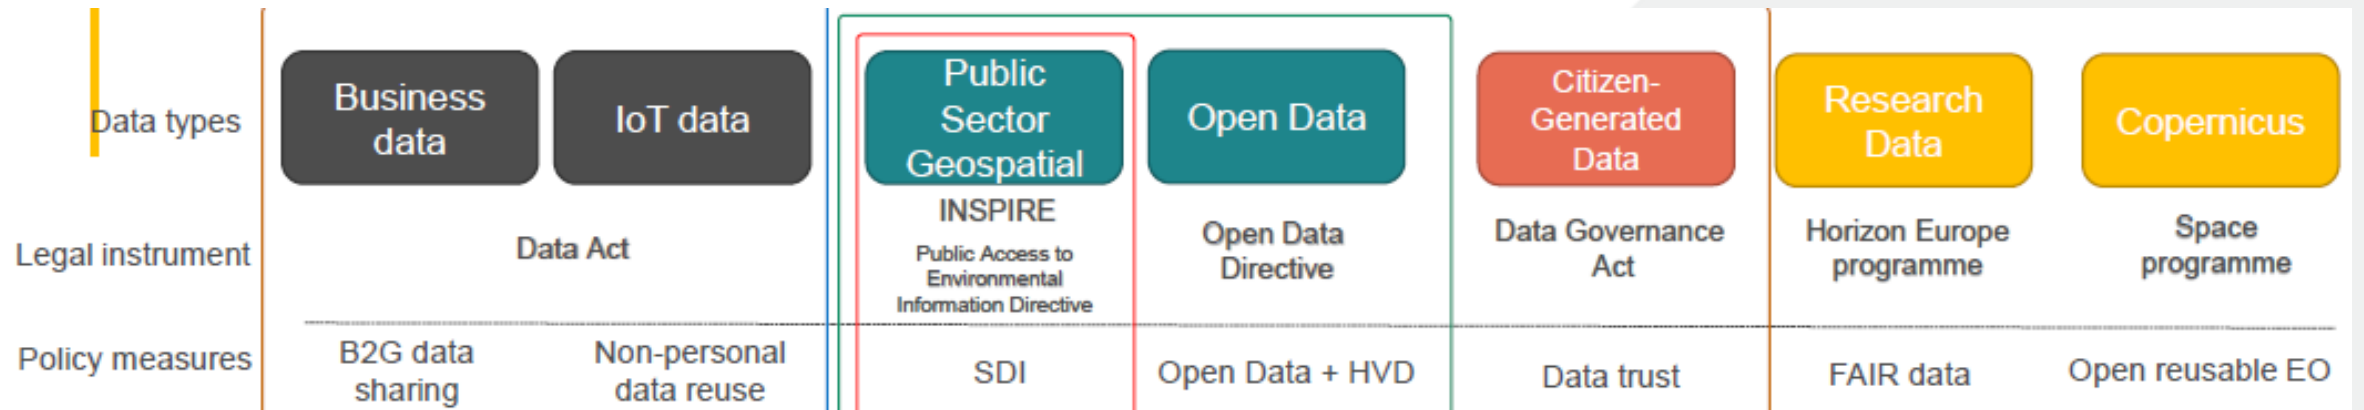 Data types
Business
data
IoT data
Public
Sector
Geospatial
Open Data
Citizen-
Generated
Data
Research
Data
Copernicus
Legal instrument
Data Act
INSPIRE
Public Access to
Environmental
Information Directive
Open Data
Directive
Data Governance
Act
Horizon Europe
programme
Space
programme
Policy measures
B2G data
sharing
Non-personal
data reuse
SDI
Open Data + HVD
Data trust
FAIR data
Open reusable EO